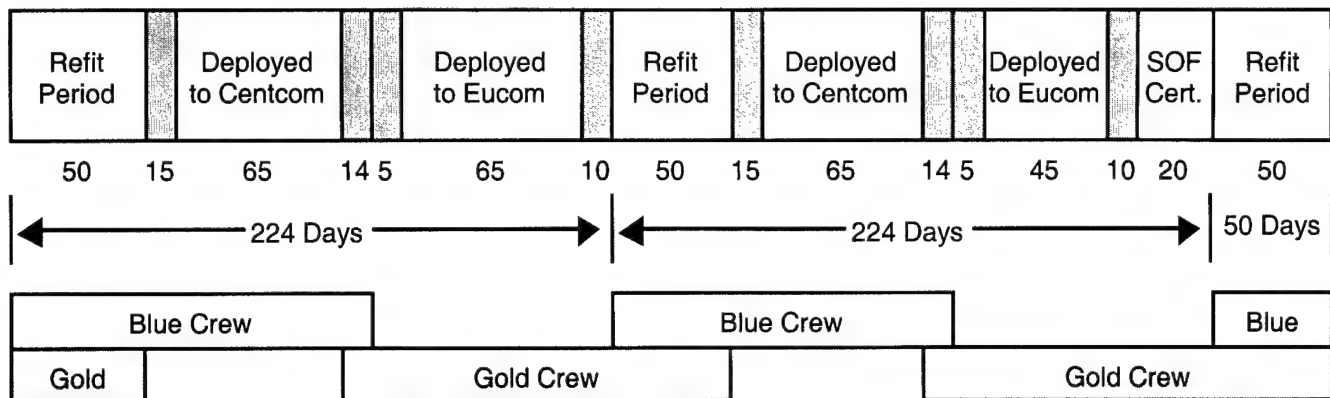 Refit Period
Deployed to Centcom
Deployed to Eucom
Refit Period
Deployed to Centcom
Deployed to Eucom
SOF Cert.
Refit Period
50 15 65 14 5 65 10 50 15 65 14 5 45 10 20 50
224 Days 224 Days 50 Days
Blue Crew Blue Crew Blue
Gold Gold Crew Gold Crew